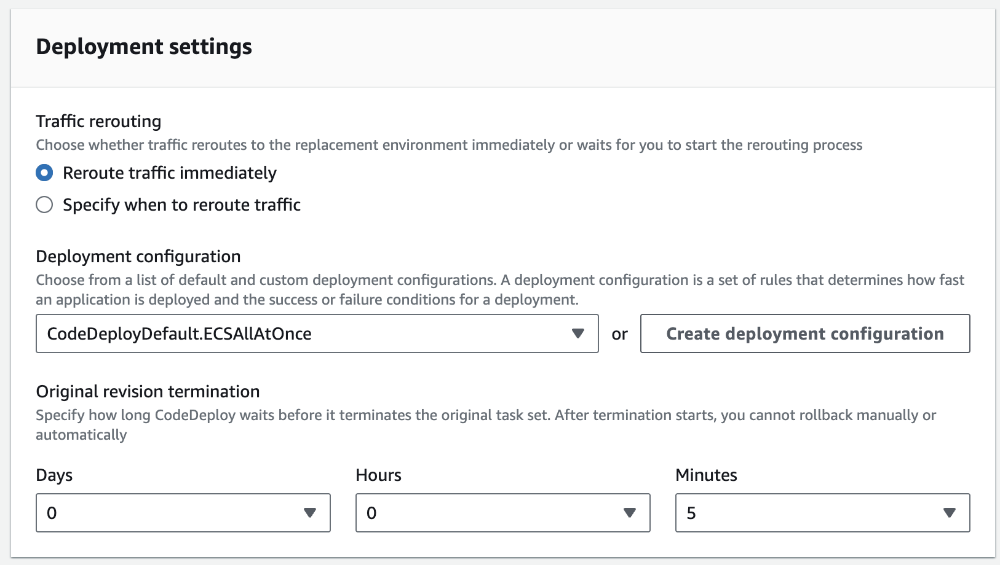 Deployment settings
Traffic rerouting
Choose whether traffic reroutes to the replacement environment immediately or waits for you to start the rerouting process
Reroute traffic immediately
Specify when to reroute traffic
Deployment configuration
Choose from a list of default and custom deployment configurations. A deployment configuration is a set of rules that determines how fast
an application is deployed and the success or failure conditions for a deployment.
CodeDeployDefault.ECSAllAtOnce or Create deployment configuration
Original revision termination
Specify how long CodeDeploy waits before it terminates the original task set. After termination starts, you cannot rollback manually or
automatically
Days Hours Minutes
0 0 5